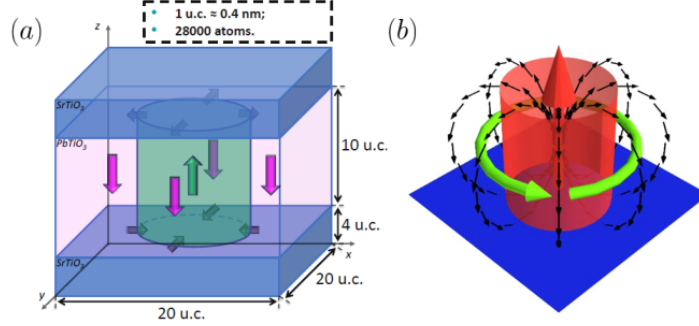 (a)
• 1 u.c. ≈ 0.4 nm;
• 28000 atoms.
(b)
z
SrTiO₃
PbTiO₃
10 u.c.
4 u.c.
SrTiO₃
x
y
20 u.c.
20 u.c.